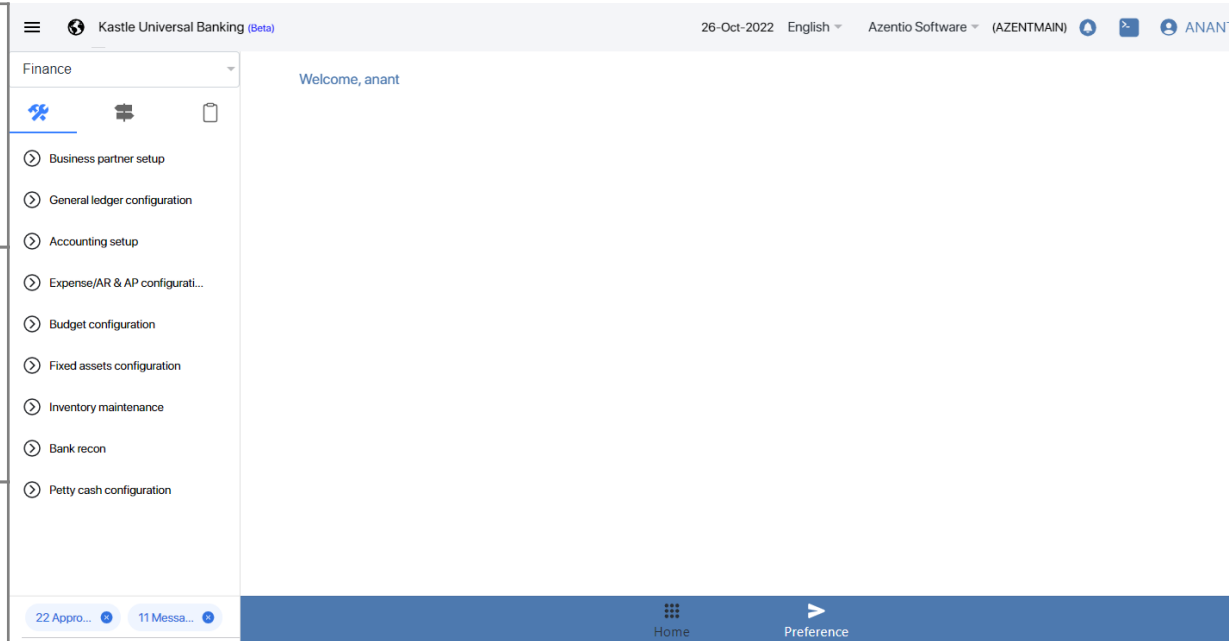 Kastle Universal Banking (Beta) 26-Oct-2022 English Azentio Software (AZENTMAIN) ANANT
Finance
Welcome, anant
Business partner setup
General ledger configuration
Accounting setup
Expense/AR & AP configurati...
Budget configuration
Fixed assets configuration
Inventory maintenance
Bank recon
Petty cash configuration
22 Appro... 11 Messa...
Home Preference